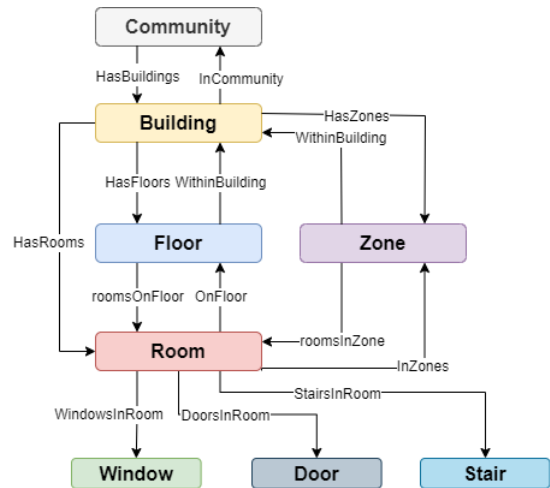 Community
HasBuildings
InCommunity
HasZones
Building
WithinBuilding
HasFloors
WithinBuilding
HasRooms
Floor
Zone
roomsOnFloor
OnFloor
roomsInZone
Room
InZones
StairsInRoom
WindowsInRoom
DoorsInRoom
Window
Door
Stair